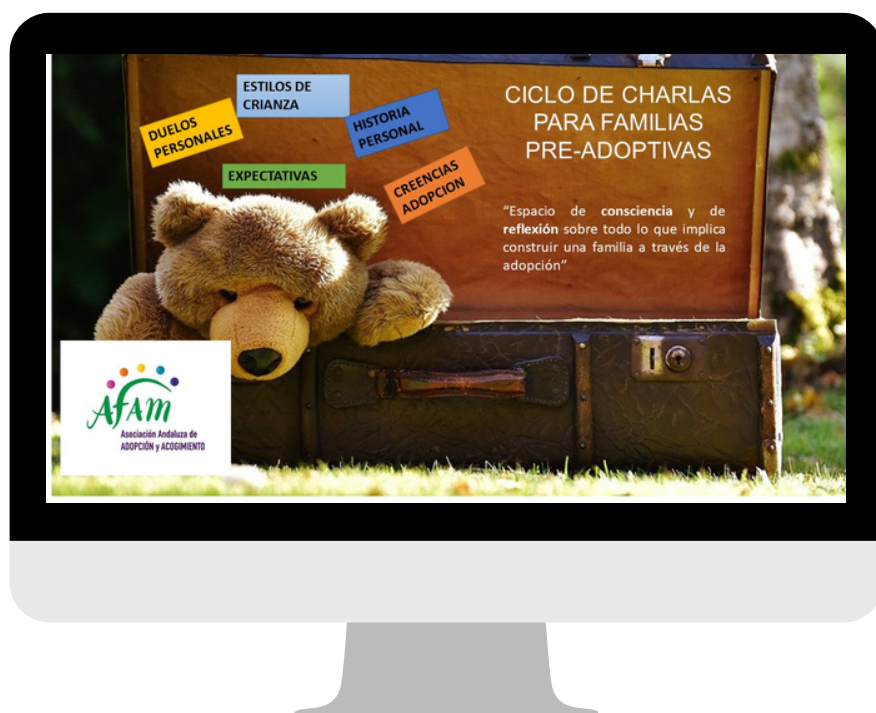 ESTILOS DE
CRIANZA
DUELOS
PERSONALES
HISTORIA
PERSONAL
EXPECTATIVAS
CREENCIAS
ADOPCION
CICLO DE CHARLAS
PARA FAMILIAS
PRE-ADOPTIVAS
"Espacio de consciencia y de
reflexión sobre todo lo que implica
construir una familia a través de la
adopción"
AFAM
Asociación Andaluza de
ADOPCIÓN y ACOGIMIENTO